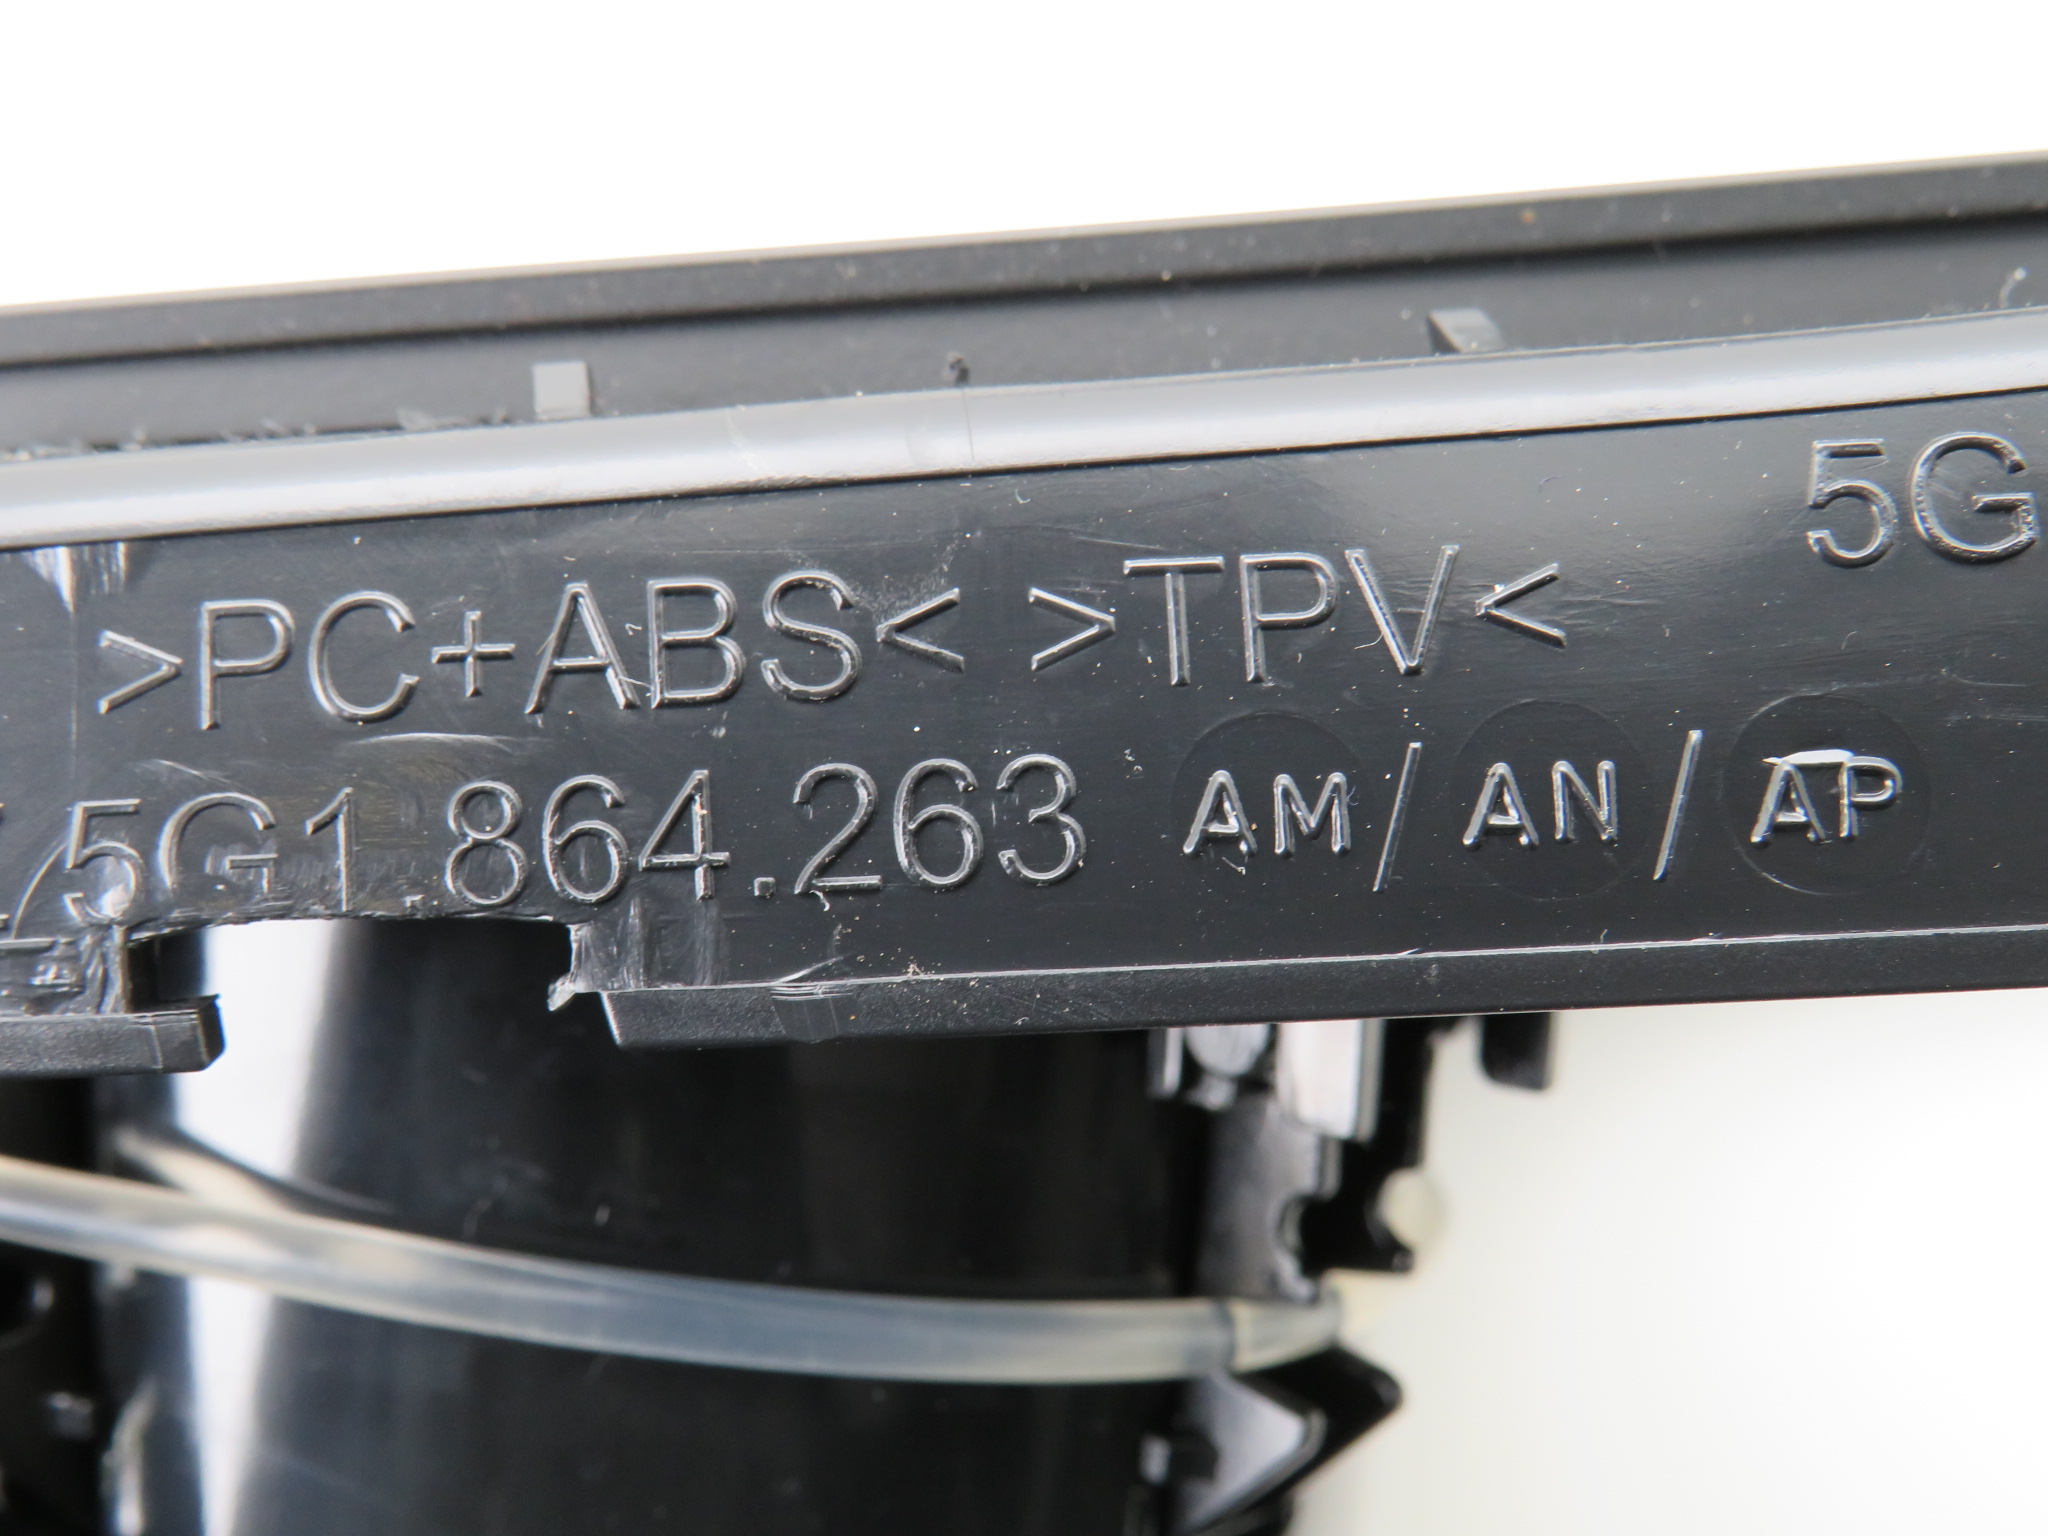 >PC+ABS< >TPV< 5G
5G1.864.263 AM/AN/AP